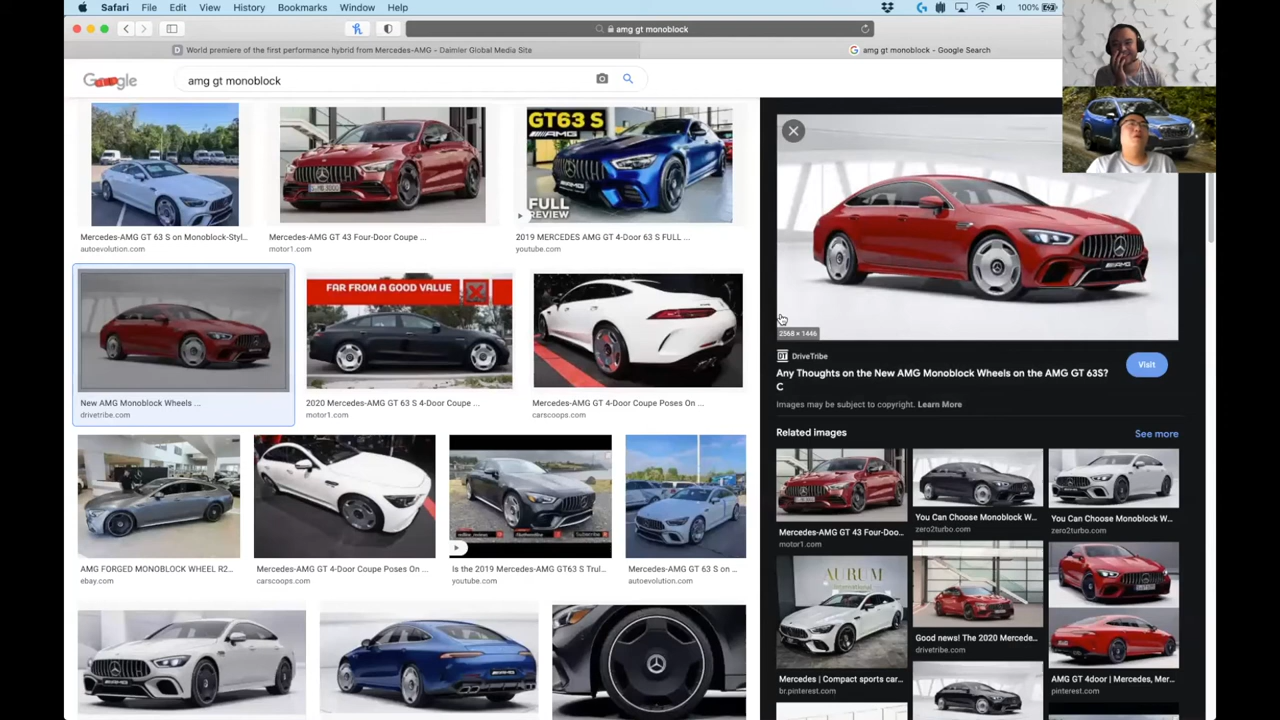 Safari File Edit View History Bookmarks Window Help
100%
amg gt monoblock
World premiere of the first performance hybrid from Mercedes-AMG - Daimler Global Media Site
amg gt monoblock - Google Search
Google
amg gt monoblock
GT63 S
AMG
FULL
REVIEW
Mercedes-AMG GT 63 S on Monoblock-Styl...
autoevolution.com
Mercedes-AMG GT 43 Four-Door Coupe ...
motor1.com
2019 MERCEDES AMG GT 4-Door 63 S FULL ...
youtube.com
FAR FROM A GOOD VALUE
New AMG Monoblock Wheels ...
drivetribe.com
2020 Mercedes-AMG GT 63 S 4-Door Coupe ...
motor1.com
Mercedes-AMG GT 4-Door Coupe Poses On ...
carscoops.com
AMG FORGED MONOBLOCK WHEEL R2...
ebay.com
Mercedes-AMG GT 4-Door Coupe Poses On ...
carscoops.com
Is the 2019 Mercedes-AMG GT63 S Trul...
youtube.com
Mercedes-AMG GT 63 S on ...
autoevolution.com
2568 × 1446
DT DriveTribe
Any Thoughts on the New AMG Monoblock Wheels on the AMG GT 63S?
C
Visit
Images may be subject to copyright. Learn More
Related images
See more
Mercedes-AMG GT 43 Four-Doo...
motor1.com
You Can Choose Monoblock W...
zero2turbo.com
You Can Choose Monoblock W...
zero2turbo.com
AURUM
Mercedes | Compact sports car...
br.pinterest.com
Good news! The 2020 Mercede...
drivetribe.com
AMG GT 4door | Mercedes, Mer...
pinterest.com